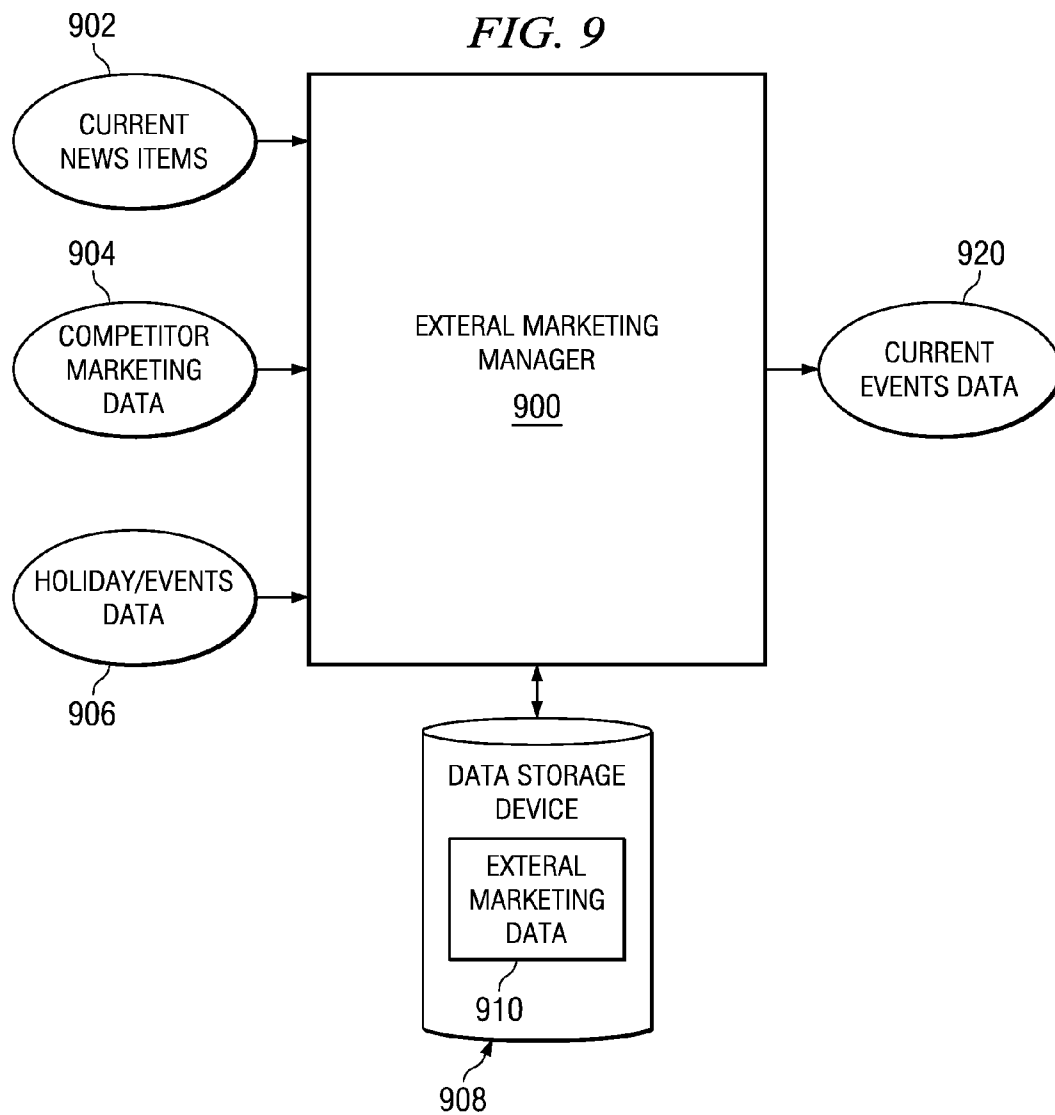 FIG. 9
902
CURRENT
NEWS ITEMS
904
COMPETITOR
MARKETING
DATA
HOLIDAY/EVENTS
DATA
906
EXTERAL MARKETING
MANAGER
900
920
CURRENT
EVENTS DATA
DATA STORAGE
DEVICE
EXTERAL
MARKETING
DATA
910
908